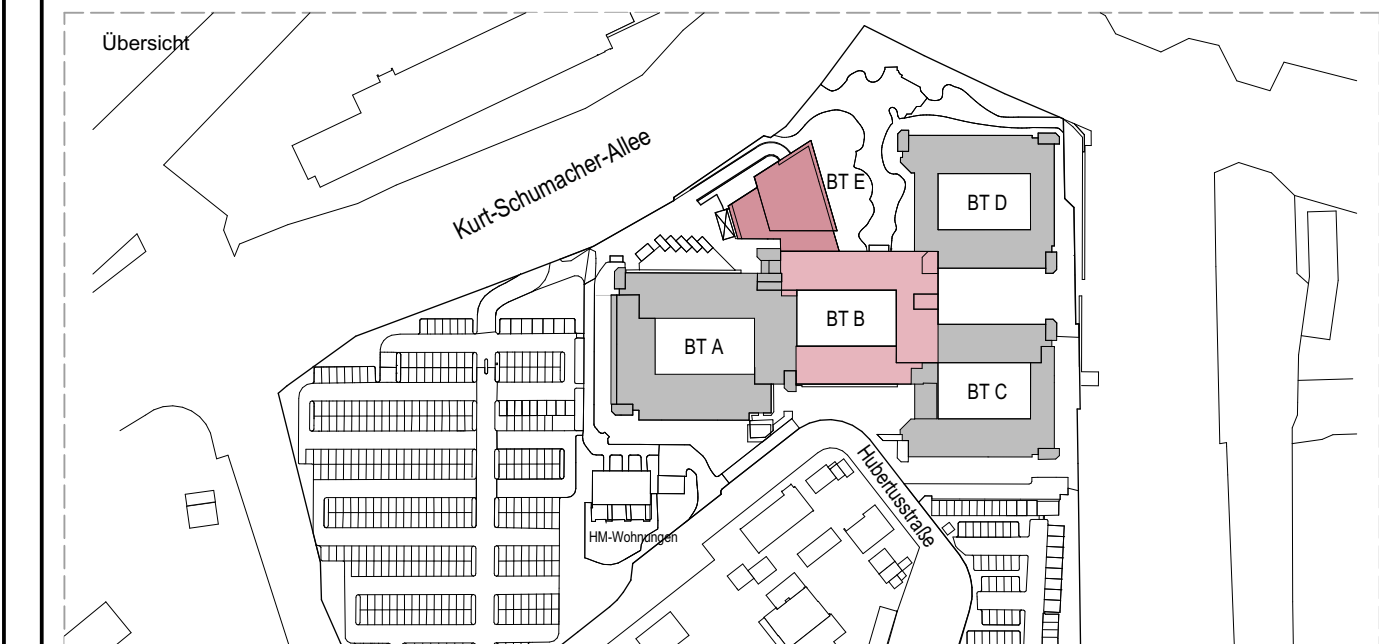 Übersicht
Kurt-Schumacher-Allee
BT E
BT D
BT B
BT A
BT C
Hubertusstraße
HM-Wohnungen